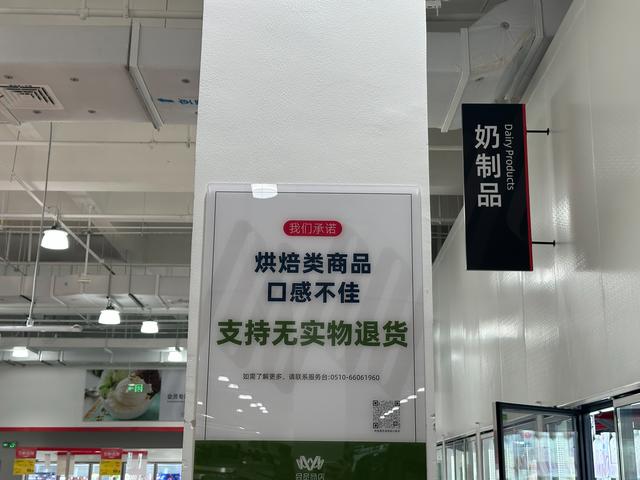 我们承诺
烘焙类商品
口感不佳
支持无实物退货
如需了解更多，请联系服务台:0510-66061960
奶制品
Dairy Products